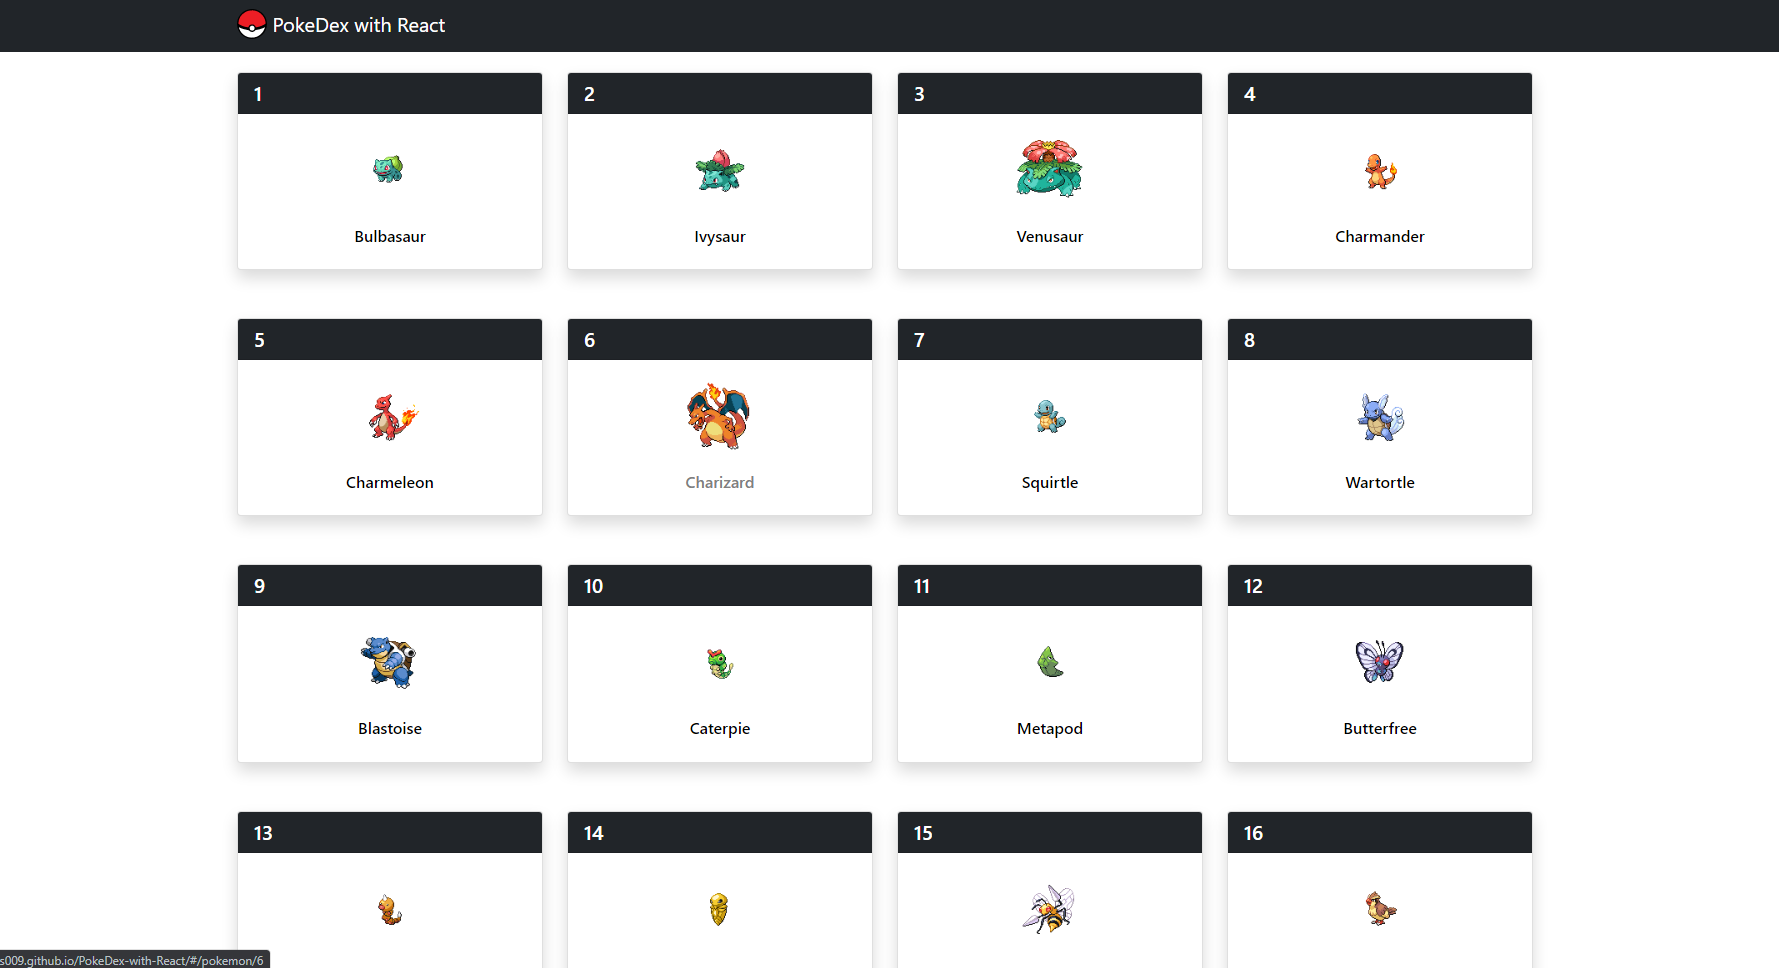 PokeDex with React
1
2
3
4
Bulbasaur
Ivysaur
Venusaur
Charmander
5
6
7
8
Charmeleon
Charizard
Squirtle
Wartortle
9
10
11
12
Blastoise
Caterpie
Metapod
Butterfree
13
14
15
16
s009.github.io/PokeDex-with-React/#/pokemon/6